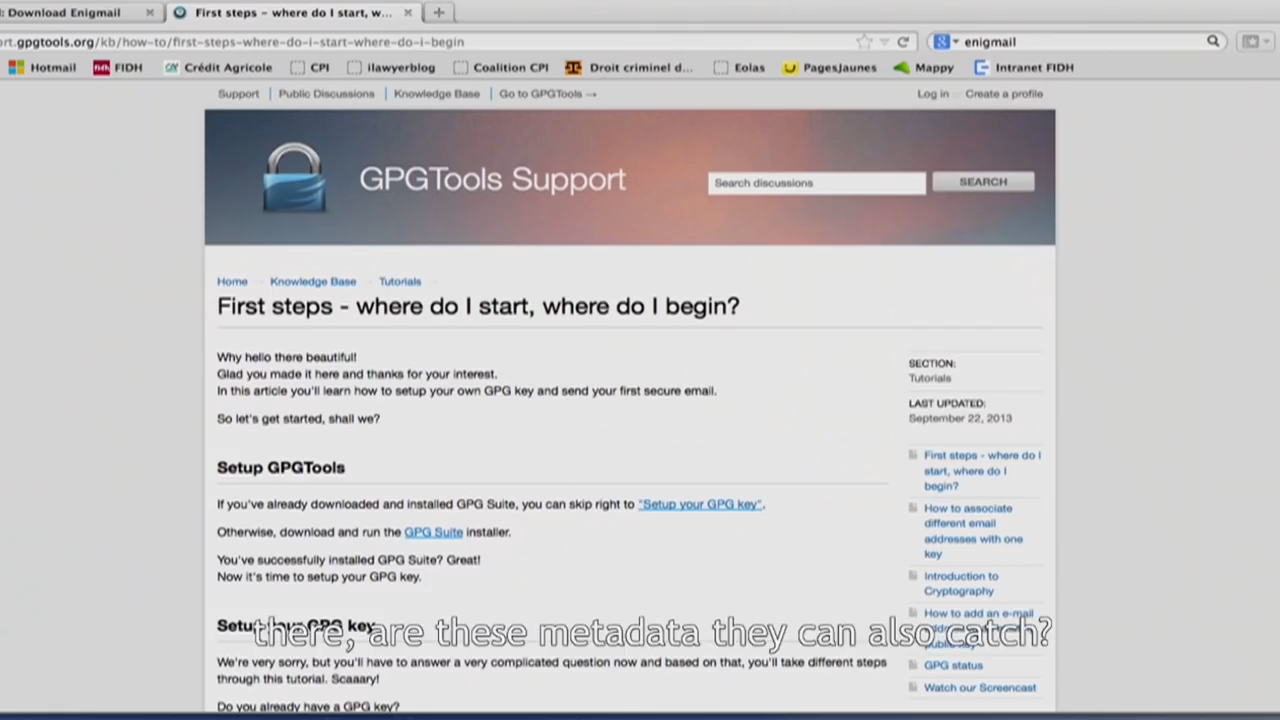 : Download Enigmail
First steps - where do I start, w...
rt.gpgtools.org/kb/how-to/first-steps-where-do-i-start-where-do-i-begin
enigmail
Hotmail
fidh FIDH
Crédit Agricole
CPI
ilawyerblog
Coalition CPI
Droit criminel d...
Eolas
PagesJaunes
Mappy
Intranet FIDH
Support
Public Discussions
Knowledge Base
Go to GPGTools →
Log in
Create a profile
GPGTools Support
Search discussions
SEARCH
Home
Knowledge Base
Tutorials
First steps - where do I start, where do I begin?
Why hello there beautiful!
Glad you made it here and thanks for your interest.
In this article you'll learn how to setup your own GPG key and send your first secure email.
So let's get started, shall we?
Setup GPGTools
If you've already downloaded and installed GPG Suite, you can skip right to "Setup your GPG key".
Otherwise, download and run the GPG Suite installer.
You've successfully installed GPG Suite? Great!
Now it's time to setup your GPG key.
Setup your GPG key
We're very sorry, but you'll have to answer a very complicated question now and based on that, you'll take different steps
through this tutorial. Scaaary!
Do you already have a GPG key?
SECTION:
Tutorials
LAST UPDATED:
September 22, 2013
First steps - where do I
start, where do I
begin?
How to associate
different email
addresses with one
key
Introduction to
Cryptography
How to add an e-mail
public
GPG status
Watch our Screencast
there, are these metadata they can also catch?